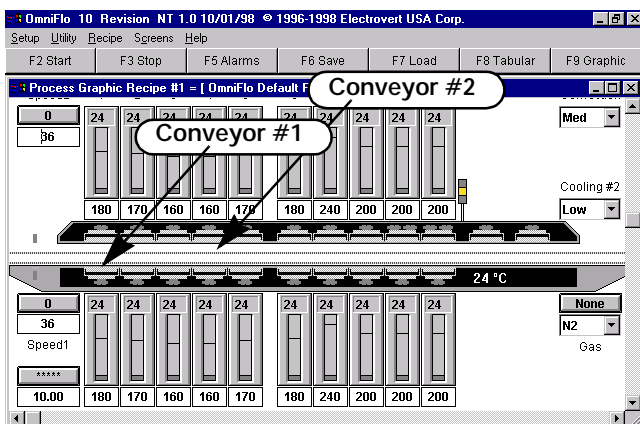 OmniFlo 10 Revision NT 1.0 10/01/98 © 1996-1998 Electrovert USA Corp.
Setup Utility Recipe Screens Help
F2 Start F3 Stop F5 Alarms F6 Save F7 Load F8 Tabular F9 Graphic
Process Graphic Recipe #1 = [ OmniFlo Default
Conveyor #2
Conveyor #1
0
36
24 24 24 24 24 24
Med
Cooling #2
Low
180 170 160 160 170 180 240 200 200 200
24 °C
0
36
Speed1
*****
10.00
24 24 24 24 24 24 24 24 24 24
180 170 160 160 170 180 240 200 200 200
None
N2
Gas